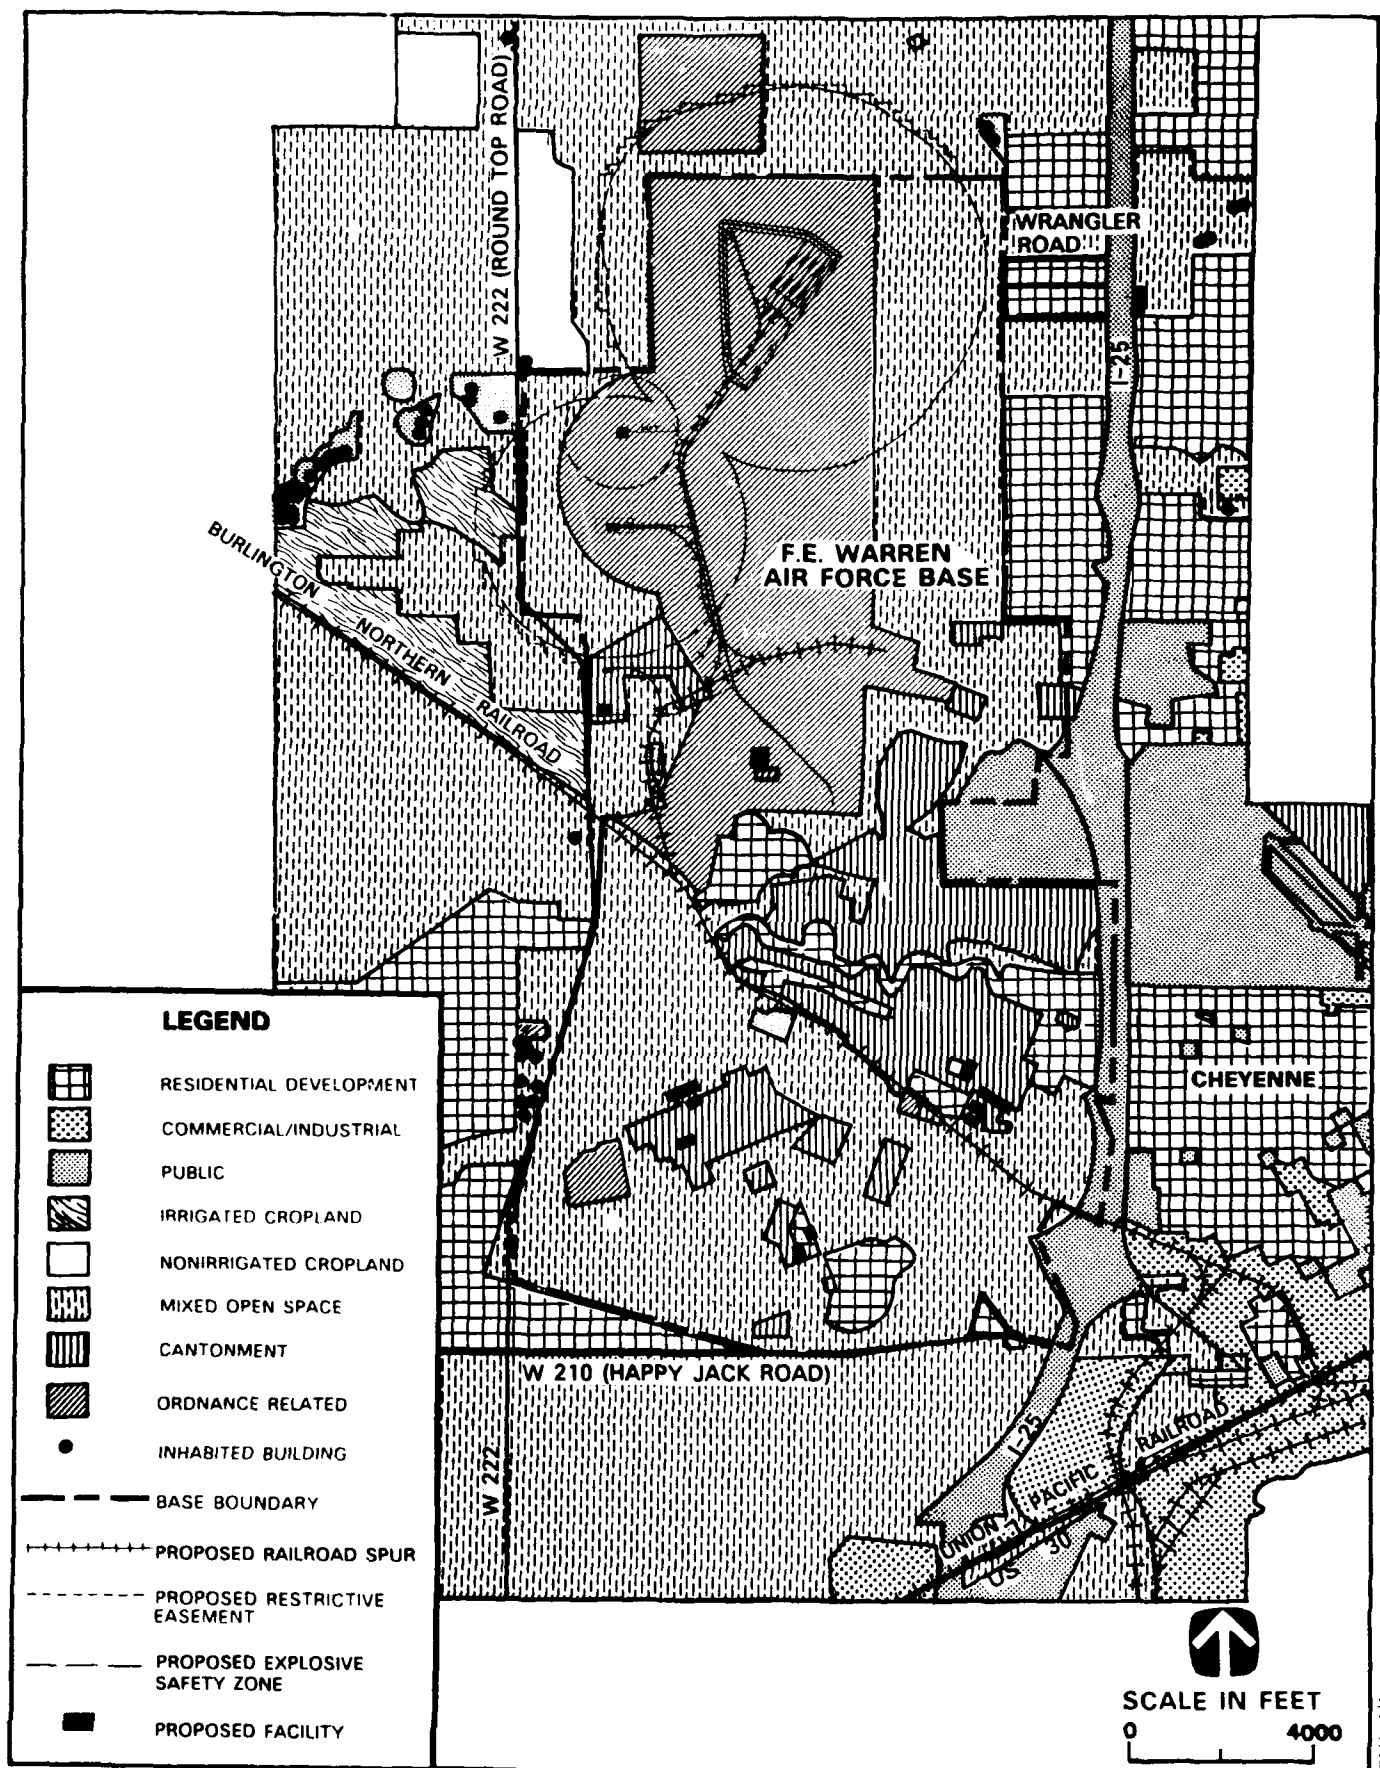 W 222 (ROUND TOP ROAD)
WRANGLER
ROAD
I-25
BURLINGTON
NORTHERN
RAILROAD
F.E. WARREN
AIR FORCE BASE
LEGEND
RESIDENTIAL DEVELOPMENT
COMMERCIAL/INDUSTRIAL
PUBLIC
IRRIGATED CROPLAND
NONIRRIGATED CROPLAND
MIXED OPEN SPACE
CANTONMENT
ORDNANCE RELATED
INHABITED BUILDING
BASE BOUNDARY
PROPOSED RAILROAD SPUR
PROPOSED RESTRICTIVE
EASEMENT
PROPOSED EXPLOSIVE
SAFETY ZONE
PROPOSED FACILITY
CHEYENNE
W 210 (HAPPY JACK ROAD)
W 222
I-25
UNION PACIFIC RAILROAD
US 30
SCALE IN FEET
0 4000